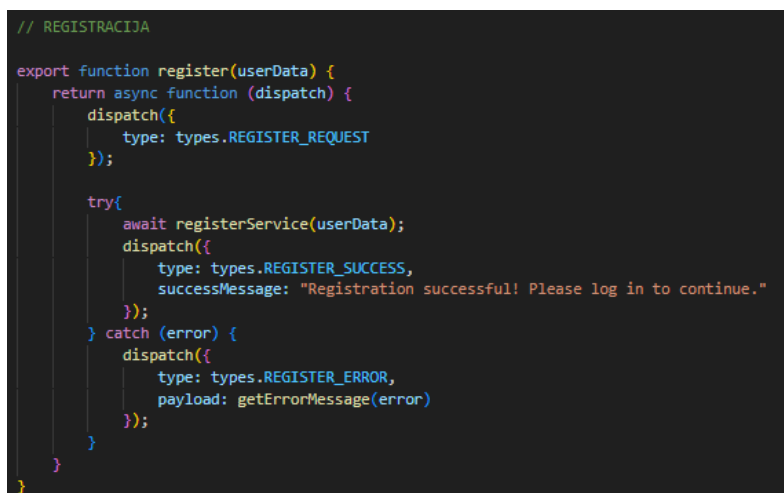 // REGISTRACIJA
export function register(userData) {
    return async function (dispatch) {
        dispatch({
            type: types.REGISTER_REQUEST
        });

        try{
            await registerService(userData);
            dispatch({
                type: types.REGISTER_SUCCESS,
                successMessage: "Registration successful! Please log in to continue."
            });
        } catch (error) {
            dispatch({
                type: types.REGISTER_ERROR,
                payload: getErrorMessage(error)
            });
        }
    }
}